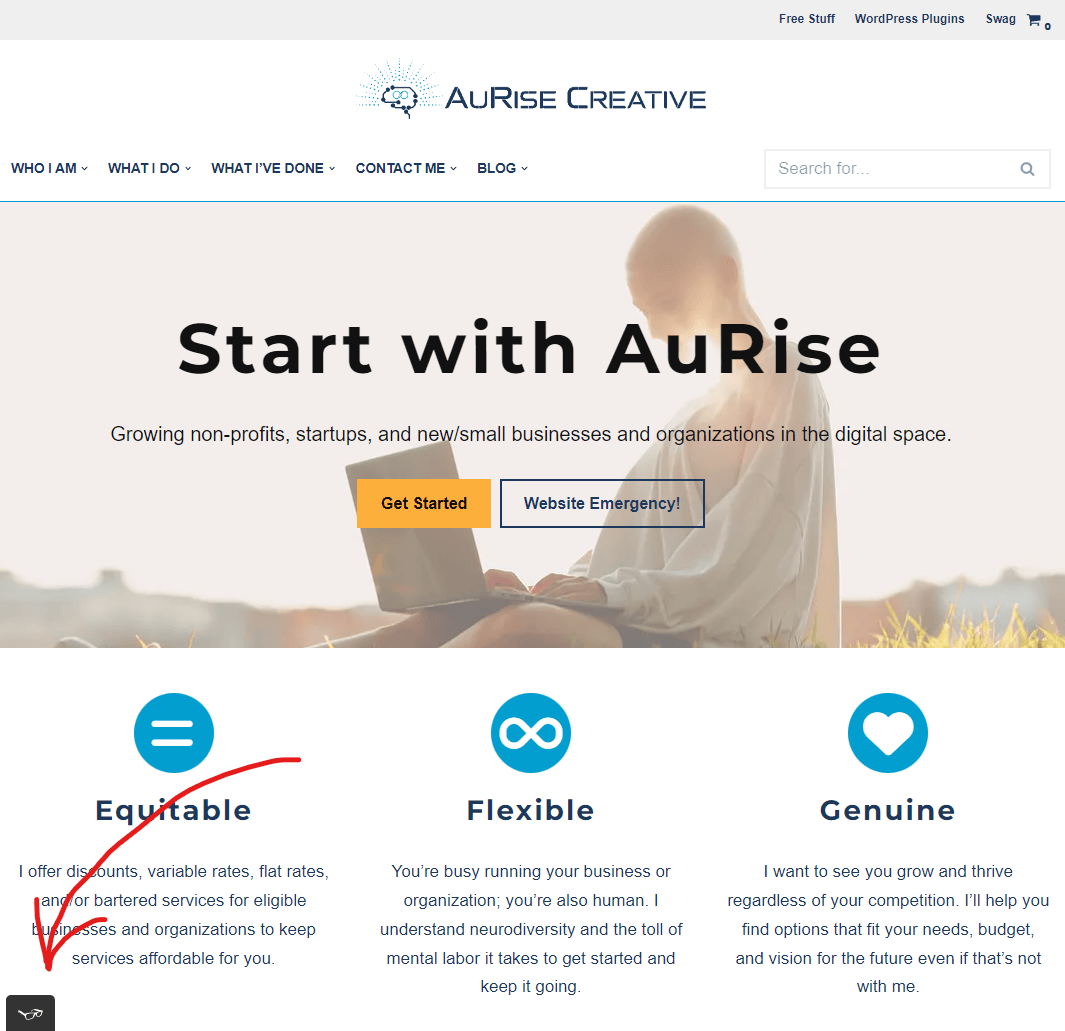 Free Stuff WordPress Plugins Swag 0
AuRise Creative
WHO I AM WHAT I DO WHAT I'VE DONE CONTACT ME BLOG Search for...
Start with AuRise
Growing non-profits, startups, and new/small businesses and organizations in the digital space.
Get Started Website Emergency!
Equitable
I offer discounts, variable rates, flat rates,
and/or bartered services for eligible
businesses and organizations to keep
services affordable for you.
Flexible
You're busy running your business or
organization; you're also human. I
understand neurodiversity and the toll of
mental labor it takes to get started and
keep it going.
Genuine
I want to see you grow and thrive
regardless of your competition. I'll help you
find options that fit your needs, budget,
and vision for the future even if that's not
with me.